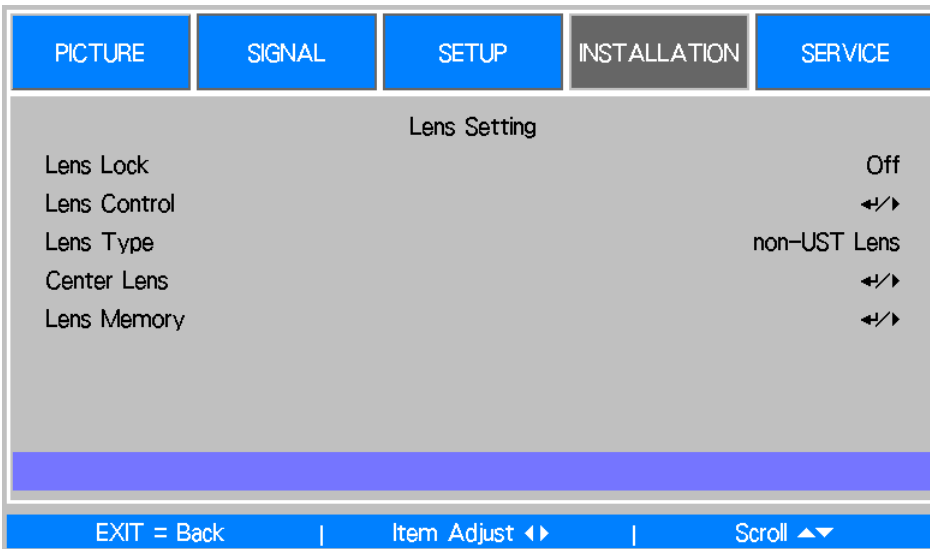 PICTURE SIGNAL SETUP INSTALLATION SERVICE
Lens Setting
Lens Lock Off
Lens Control ↵/▶
Lens Type non-UST Lens
Center Lens ↵/▶
Lens Memory ↵/▶
EXIT = Back | Item Adjust ◀▶ | Scroll ▲▼